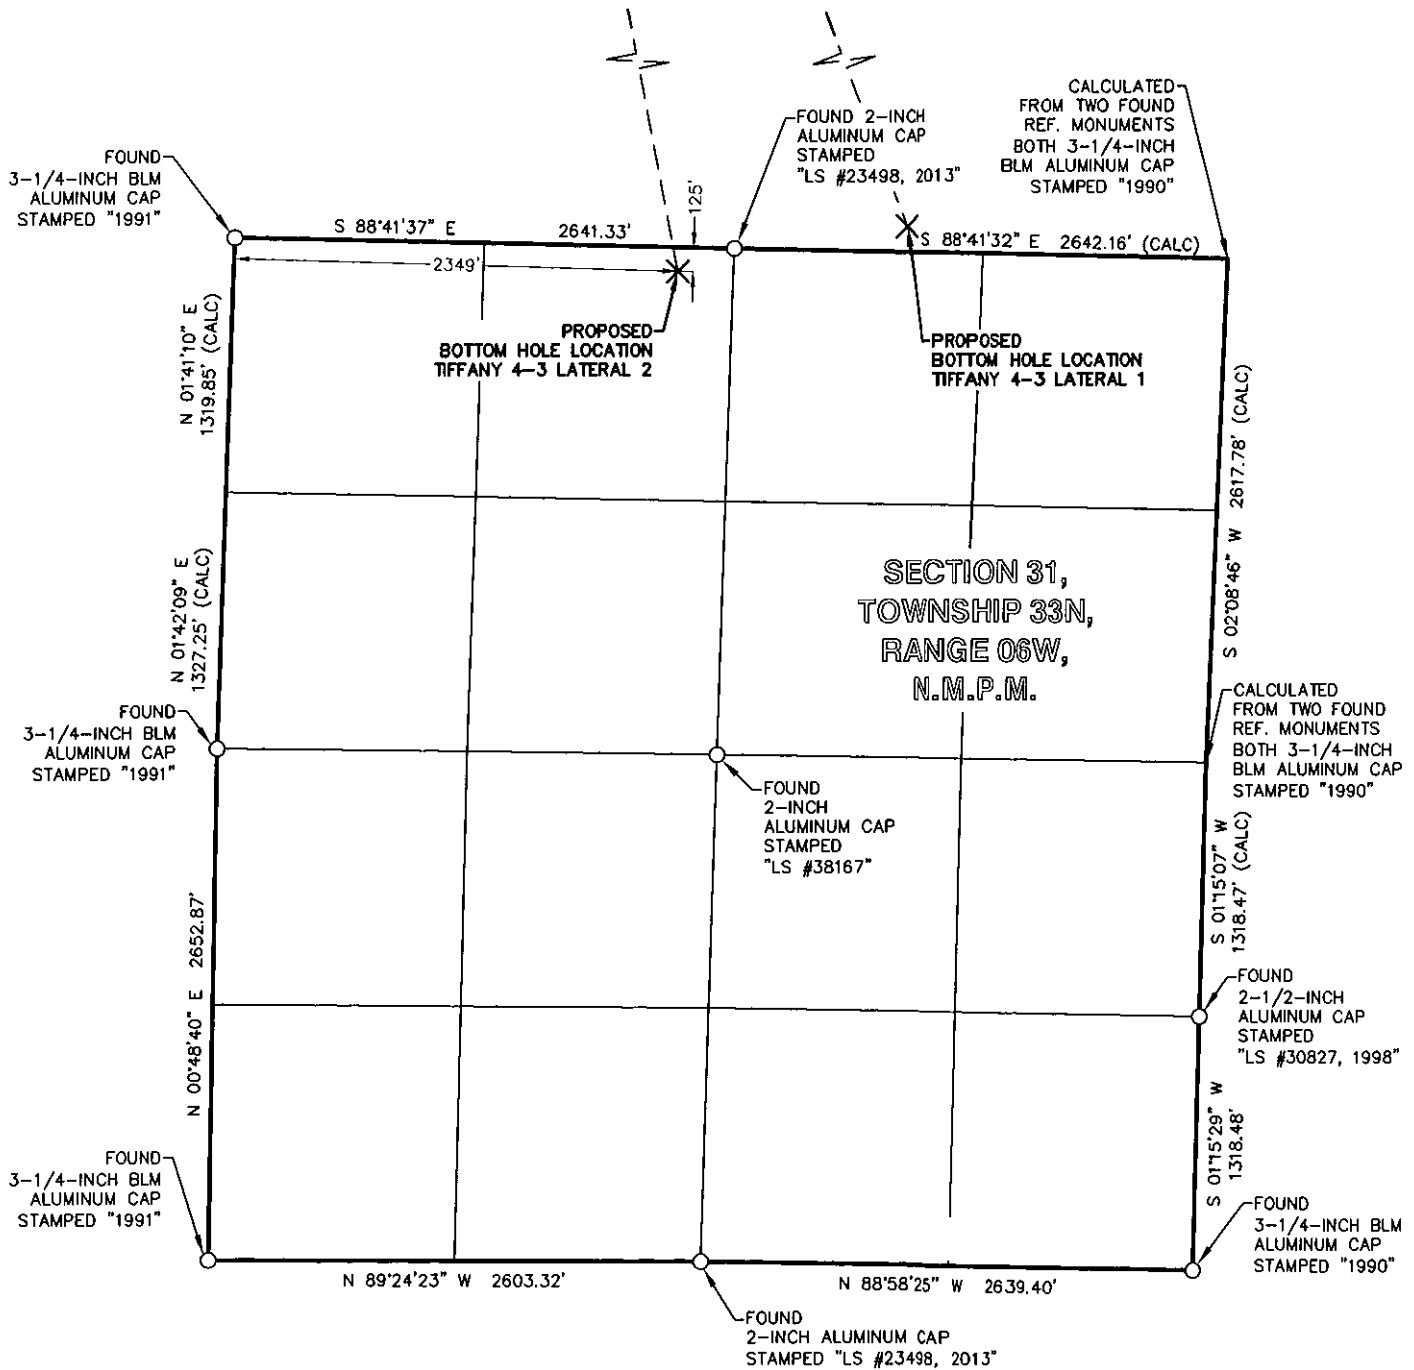 CALCULATED
FROM TWO FOUND
REF. MONUMENTS
BOTH 3-1/4-INCH
BLM ALUMINUM CAP
STAMPED "1990"
FOUND 2-INCH
ALUMINUM CAP
STAMPED
"LS #23498, 2013"
FOUND
3-1/4-INCH BLM
ALUMINUM CAP
STAMPED "1991"
125'
S 88°41'37" E 2641.33'
S 88°41'32" E 2642.16' (CALC)
2349'
PROPOSED
BOTTOM HOLE LOCATION
TIFFANY 4-3 LATERAL 2
PROPOSED
BOTTOM HOLE LOCATION
TIFFANY 4-3 LATERAL 1
N 01°41'10" E
1319.85' (CALC)
S 02°08'46" W 2617.78' (CALC)
SECTION 31,
TOWNSHIP 33N,
RANGE 06W,
N.M.P.M.
N 01°42'09" E
1327.25' (CALC)
FOUND
3-1/4-INCH BLM
ALUMINUM CAP
STAMPED "1991"
CALCULATED
FROM TWO FOUND
REF. MONUMENTS
BOTH 3-1/4-INCH
BLM ALUMINUM CAP
STAMPED "1990"
FOUND
2-INCH
ALUMINUM CAP
STAMPED
"LS #38167"
S 01°15'07" W
1318.47' (CALC)
N 00°48'40" E 2652.87'
FOUND
2-1/2-INCH
ALUMINUM CAP
STAMPED
"LS #30827, 1998"
S 01°15'29" W
1318.48'
FOUND
3-1/4-INCH BLM
ALUMINUM CAP
STAMPED "1991"
FOUND
3-1/4-INCH BLM
ALUMINUM CAP
STAMPED "1990"
N 89°24'23" W 2603.32'
N 88°58'25" W 2639.40'
FOUND
2-INCH ALUMINUM CAP
STAMPED "LS #23498, 2013"